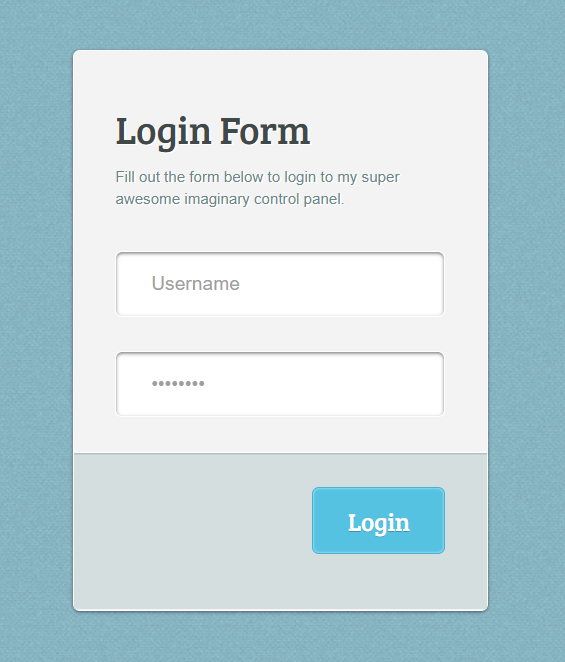 Login Form
Fill out the form below to login to my super
awesome imaginary control panel.
Username
••••••••
Login